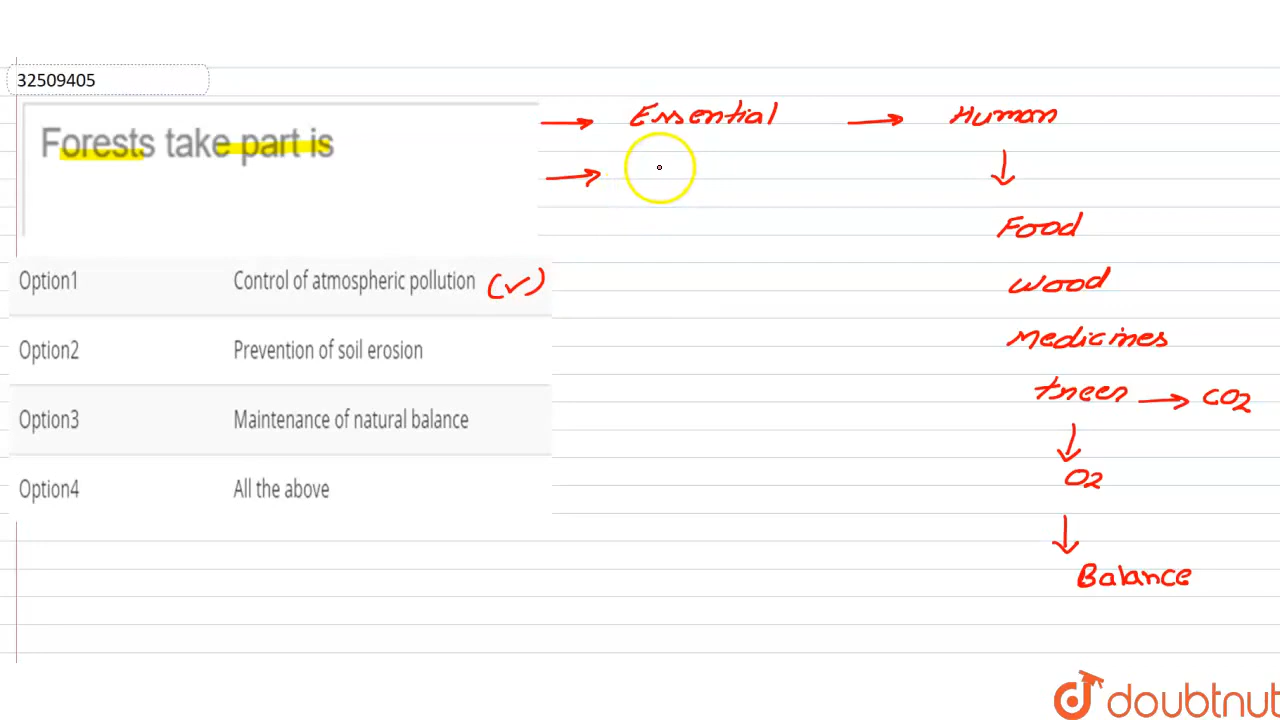 32509405
Forests take part is
Option1 Control of atmospheric pollution (✓)
Option2 Prevention of soil erosion
Option3 Maintenance of natural balance
Option4 All the above
→ Essential → Human
→
↓
Food
wood
Medicines
trees → CO2
↓
O2
↓
Balance
doubtnut